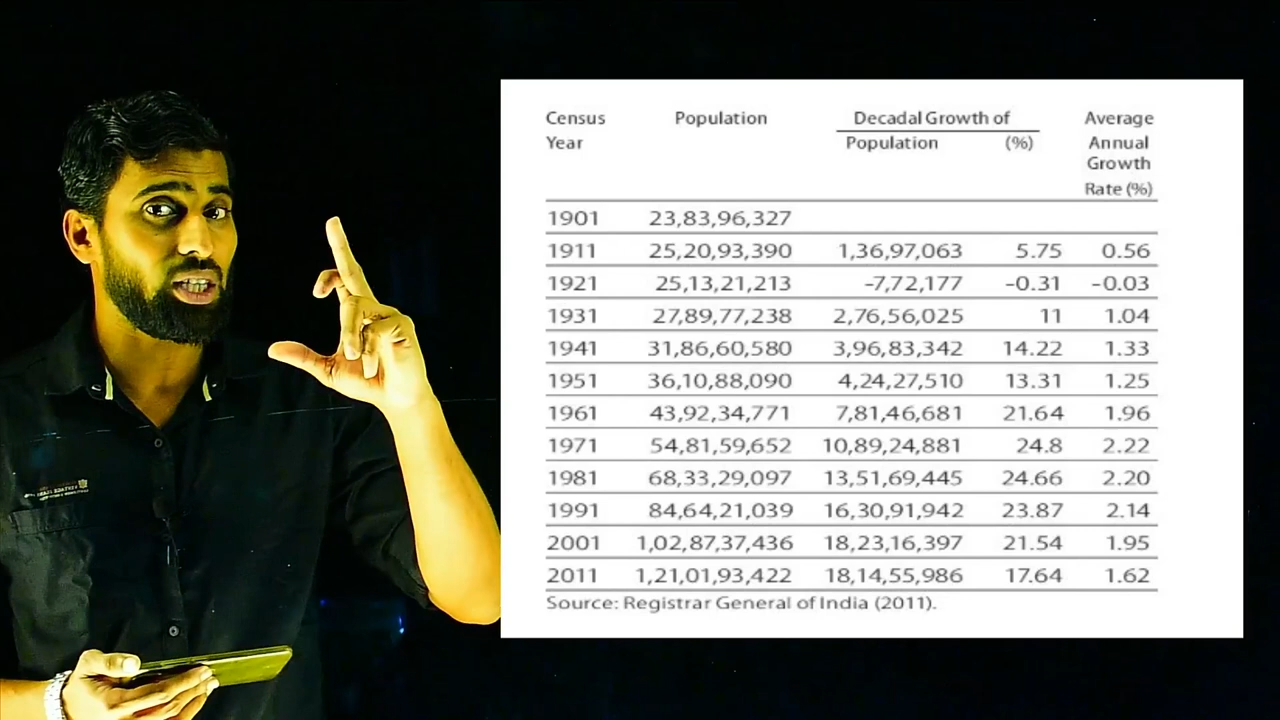 Census Population Decadal Growth of Average
Year Population (%) Annual
Growth
Rate (%)
1901 23,83,96,327
1911 25,20,93,390 1,36,97,063 5.75 0.56
1921 25,13,21,213 -7,72,177 -0.31 -0.03
1931 27,89,77,238 2,76,56,025 11 1.04
1941 31,86,60,580 3,96,83,342 14.22 1.33
1951 36,10,88,090 4,24,27,510 13.31 1.25
1961 43,92,34,771 7,81,46,681 21.64 1.96
1971 54,81,59,652 10,89,24,881 24.8 2.22
1981 68,33,29,097 13,51,69,445 24.66 2.20
1991 84,64,21,039 16,30,91,942 23.87 2.14
2001 1,02,87,37,436 18,23,16,397 21.54 1.95
2011 1,21,01,93,422 18,14,55,986 17.64 1.62
Source: Registrar General of India (2011).